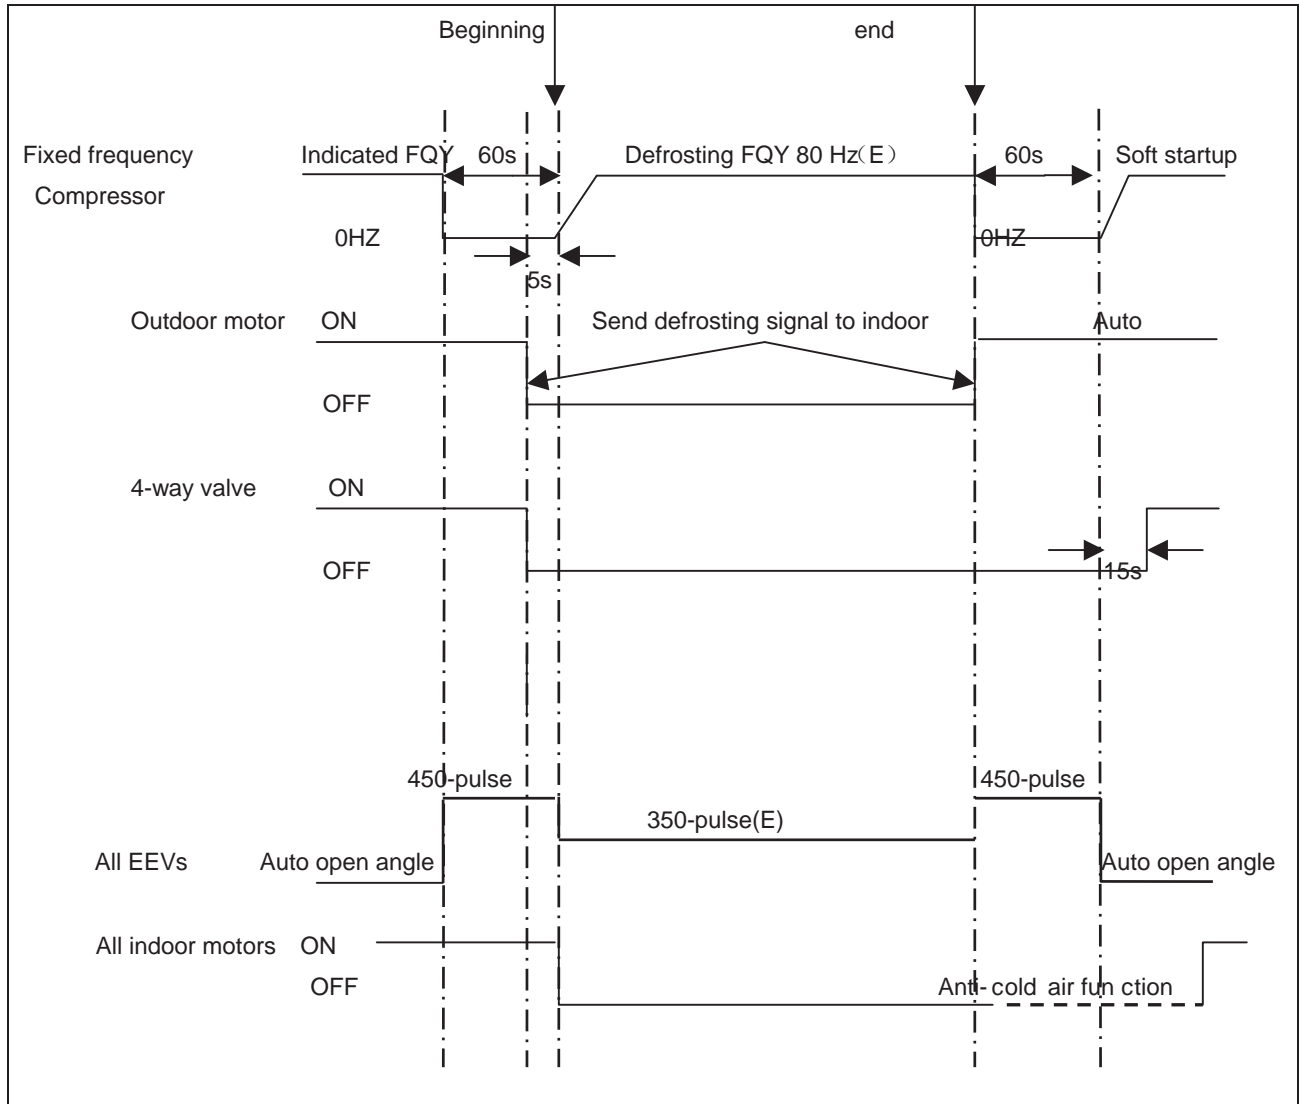 Beginning end
Fixed frequency Indicated FQY 60s Defrosting FQY 80 Hz(E) 60s Soft startup
Compressor
0HZ 0HZ
5s
Outdoor motor ON Send defrosting signal to indoor Auto
OFF
4-way valve ON
OFF 15s
450-pulse 450-pulse
350-pulse(E)
All EEVs Auto open angle Auto open angle
All indoor motors ON
OFF Anti- cold air fun ction